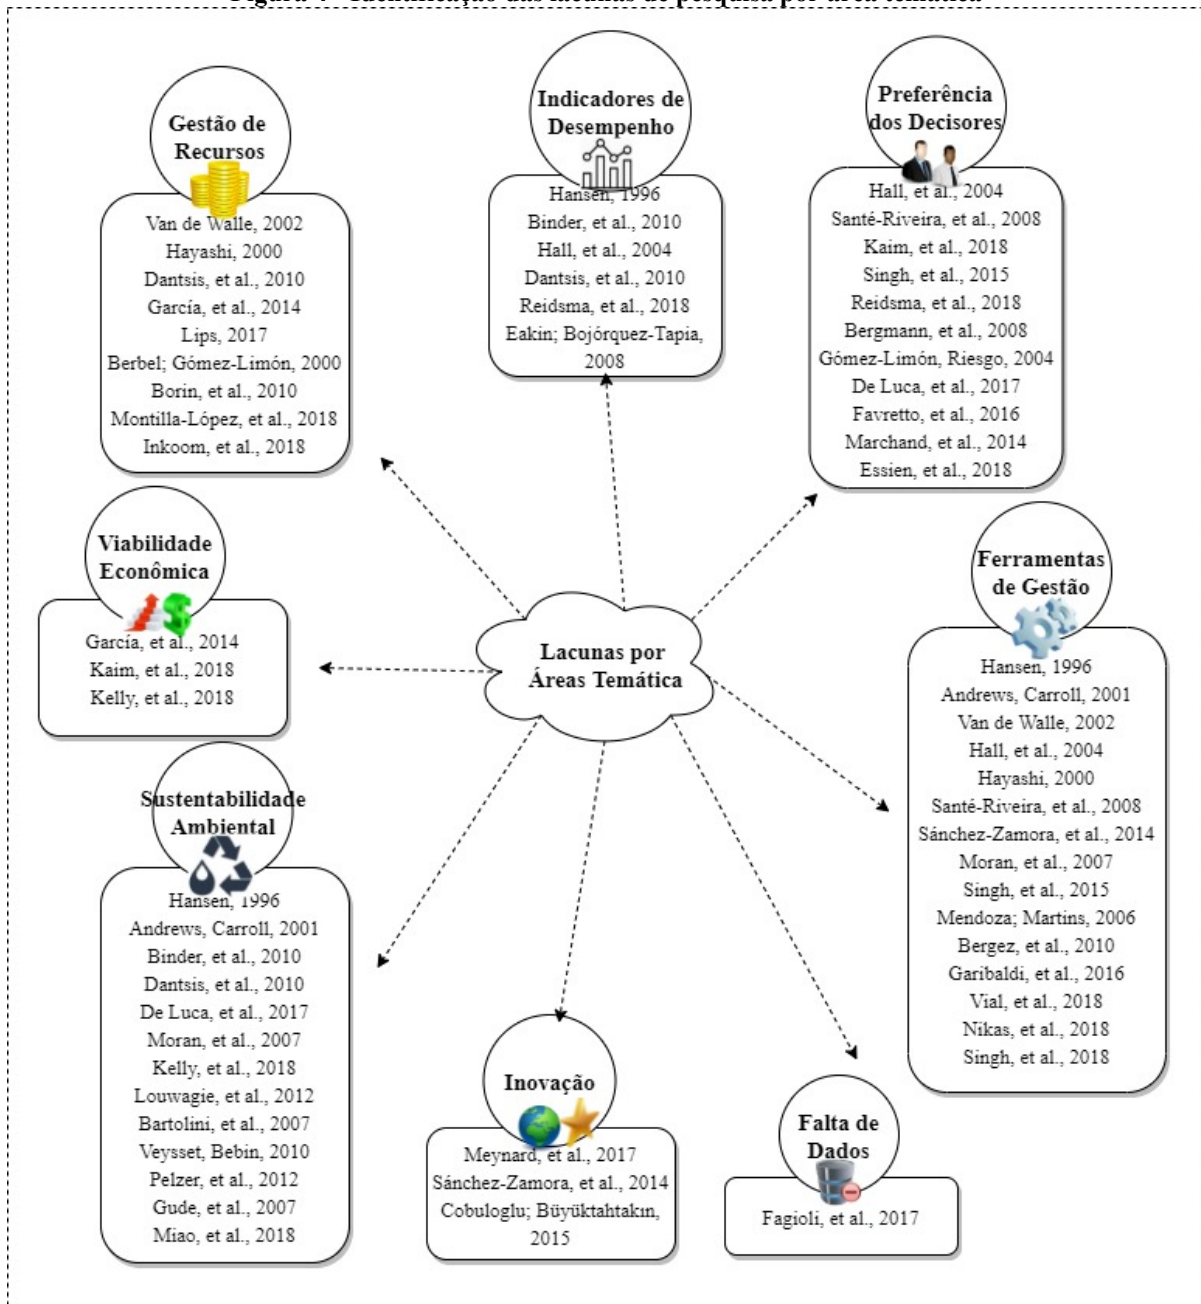 Figura 4 - Identificação das lacunas de pesquisa por área temática
Gestão de
Recursos
Van de Walle, 2002
Hayashi, 2000
Dantsis, et al., 2010
García, et al., 2014
Lips, 2017
Berbel; Gómez-Limón, 2000
Borin, et al., 2010
Montilla-López, et al., 2018
Inkoom, et al., 2018
Indicadores de
Desempenho
Hansen, 1996
Binder, et al., 2010
Hall, et al., 2004
Dantsis, et al., 2010
Reidsma, et al., 2018
Eakin; Bojórquez-Tapia,
2008
Preferência
dos Decisores
Hall, et al., 2004
Santé-Riveira, et al., 2008
Kaim, et al., 2018
Singh, et al., 2015
Reidsma, et al., 2018
Bergmann, et al., 2008
Gómez-Limón, Riesgo, 2004
De Luca, et al., 2017
Favretto, et al., 2016
Marchand, et al., 2014
Essien, et al., 2018
Viabilidade
Econômica
García, et al., 2014
Kaim, et al., 2018
Kelly, et al., 2018
Lacunas por
Áreas Temática
Ferramentas
de Gestão
Hansen, 1996
Andrews, Carroll, 2001
Van de Walle, 2002
Hall, et al., 2004
Hayashi, 2000
Santé-Riveira, et al., 2008
Sánchez-Zamora, et al., 2014
Moran, et al., 2007
Singh, et al., 2015
Mendoza; Martins, 2006
Bergez, et al., 2010
Garibaldi, et al., 2016
Vial, et al., 2018
Nikas, et al., 2018
Singh, et al., 2018
Sustentabilidade
Ambiental
Hansen, 1996
Andrews, Carroll, 2001
Binder, et al., 2010
Dantsis, et al., 2010
De Luca, et al., 2017
Moran, et al., 2007
Kelly, et al., 2018
Louwagie, et al., 2012
Bartolini, et al., 2007
Veysset, Bebin, 2010
Pelzer, et al., 2012
Gude, et al., 2007
Miao, et al., 2018
Inovação
Meynard, et al., 2017
Sánchez-Zamora, et al., 2014
Cobuloglu; Büyüktahtakın,
2015
Falta de
Dados
Fagioli, et al., 2017